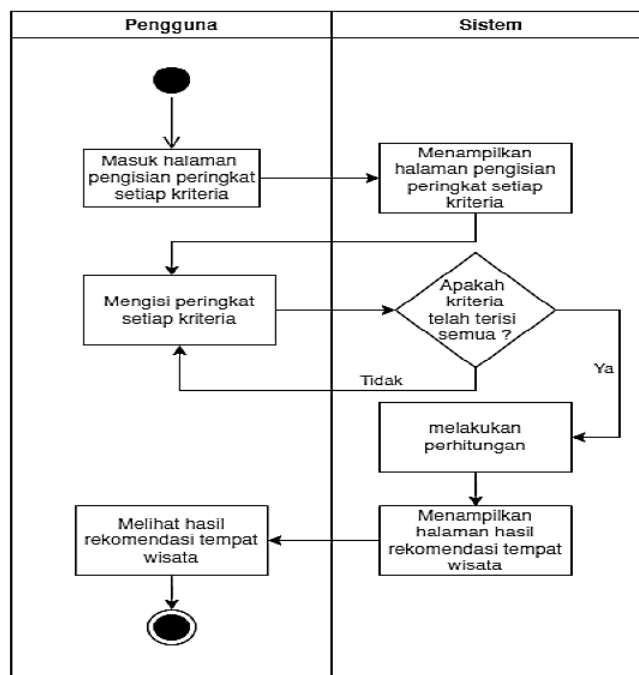 Pengguna
Sistem
Masuk halaman
pengisian peringkat
setiap kriteria
Menampilkan
halaman pengisian
peringkat setiap
kriteria
Mengisi peringkat
setiap kriteria
Apakah
kriteria
telah terisi
semua ?
Tidak
Ya
melakukan
perhitungan
Menampilkan
halaman hasil
rekomendasi tempat
wisata
Melihat hasil
rekomendasi tempat
wisata